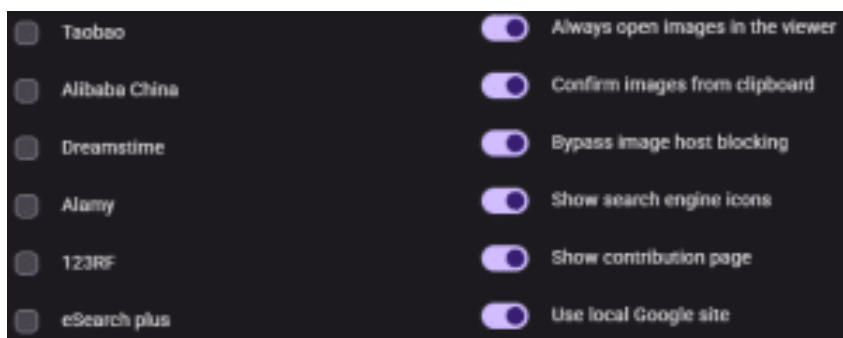 Taobao
Always open images in the viewer
Alibaba China
Confirm images from clipboard
Dreamstime
Bypass image host blocking
Alamy
Show search engine icons
123RF
Show contribution page
eSearch plus
Use local Google site